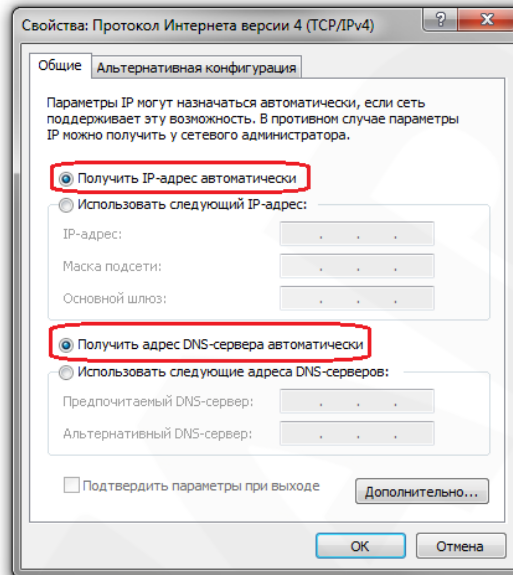 Свойства: Протокол Интернета версии 4 (TCP/IPv4)
Общие
Альтернативная конфигурация
Параметры IP могут назначаться автоматически, если сеть
поддерживает эту возможность. В противном случае параметры
IP можно получить у сетевого администратора.
Получить IP-адрес автоматически
Использовать следующий IP-адрес:
IP-адрес:
Маска подсети:
Основной шлюз:
Получить адрес DNS-сервера автоматически
Использовать следующие адреса DNS-серверов:
Предпочитаемый DNS-сервер:
Альтернативный DNS-сервер:
Подтвердить параметры при выходе
Дополнительно...
ОК
Отмена